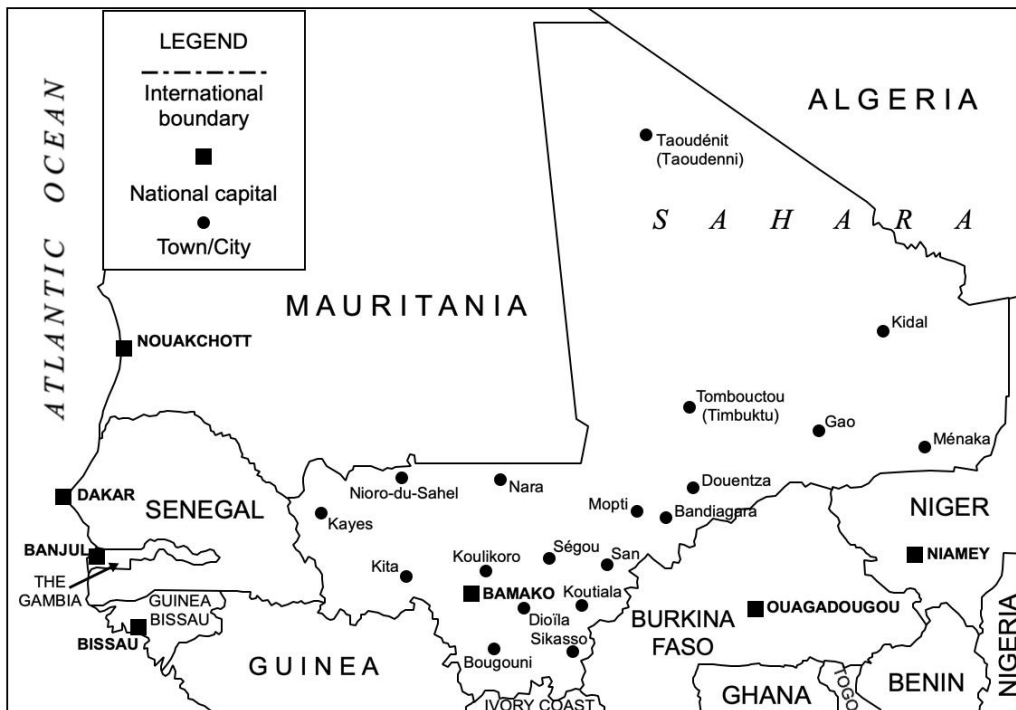 LEGEND
International
boundary
National capital
Town/City
ATLANTIC OCEAN
ALGERIA
Taoudénit
(Taoudenni)
SAHARA
MAURITANIA
NOUAKCHOTT
Kidal
Tombouctou
(Timbuktu)
Gao
Ménaka
Nioro-du-Sahel
Nara
Douentza
DAKAR
SENEGAL
Kayes
Mopti
Bandiagara
NIGER
BANJUL
THE
GAMBIA
Kita
Koulikoro
Ségou
San
NIAMEY
BAMAKO
Koutiala
GUINEA
BISSAU
BISSAU
Dioïla
Sikasso
BURKINA
FASO
OUAGADOUGOU
GUINEA
Bougouni
IVORY COAST
GHANA
TOGO
BENIN
NIGERIA